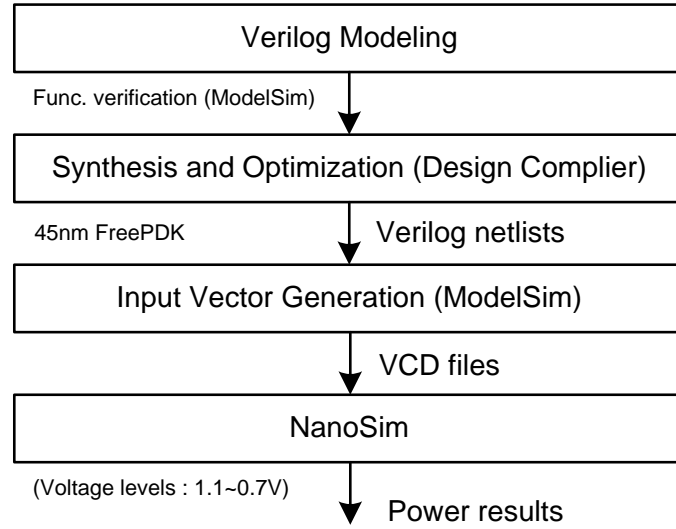 Verilog Modeling
Func. verification (ModelSim)
Synthesis and Optimization (Design Complier)
45nm FreePDK
Verilog netlists
Input Vector Generation (ModelSim)
VCD files
NanoSim
(Voltage levels : 1.1~0.7V)
Power results